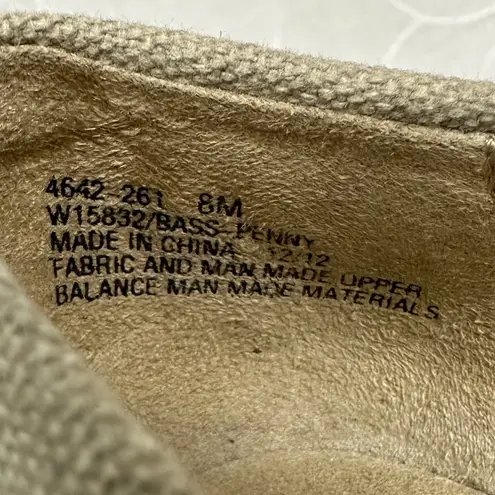 4642-261 8M
W15832/BASS-PENNY
MADE IN CHINA 12/12
FABRIC AND MAN MADE UPPER
BALANCE MAN MADE MATERIALS